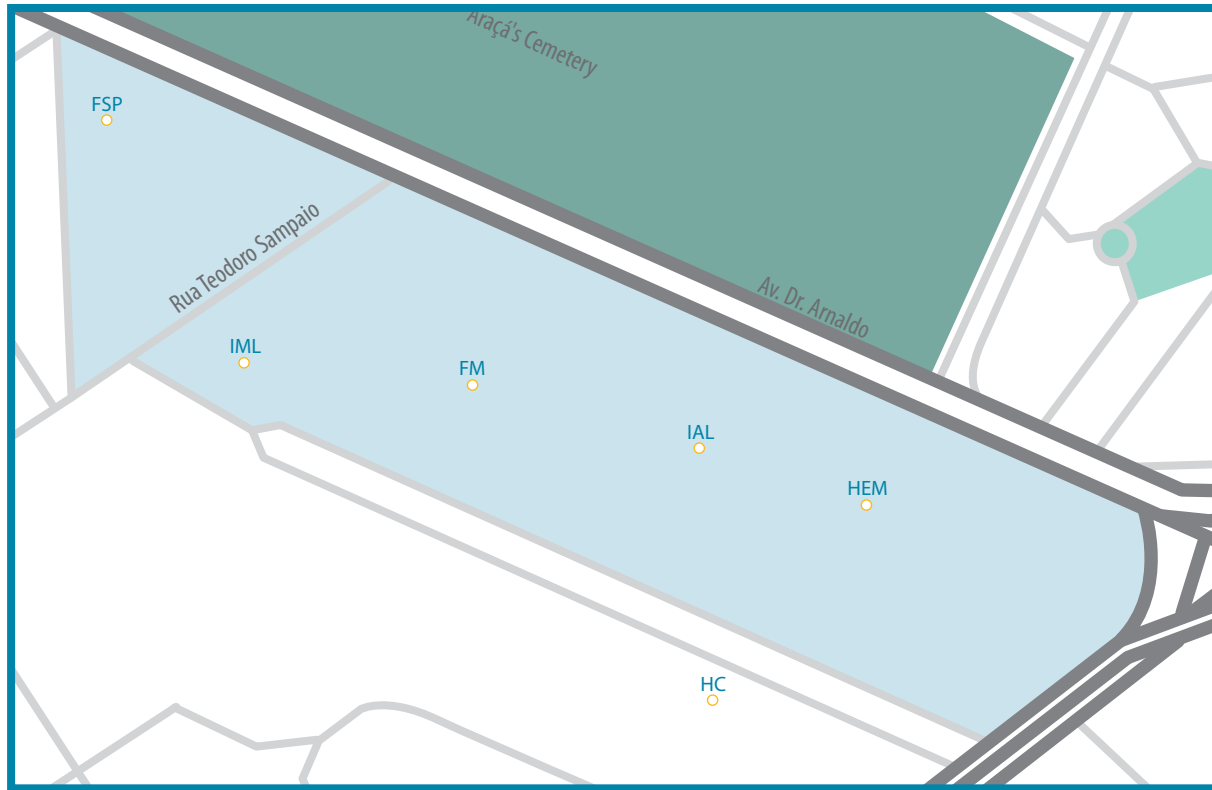 Araçá's Cemetery
FSP
Rua Teodoro Sampaio
Av. Dr. Arnaldo
IML
FM
IAL
HEM
HC